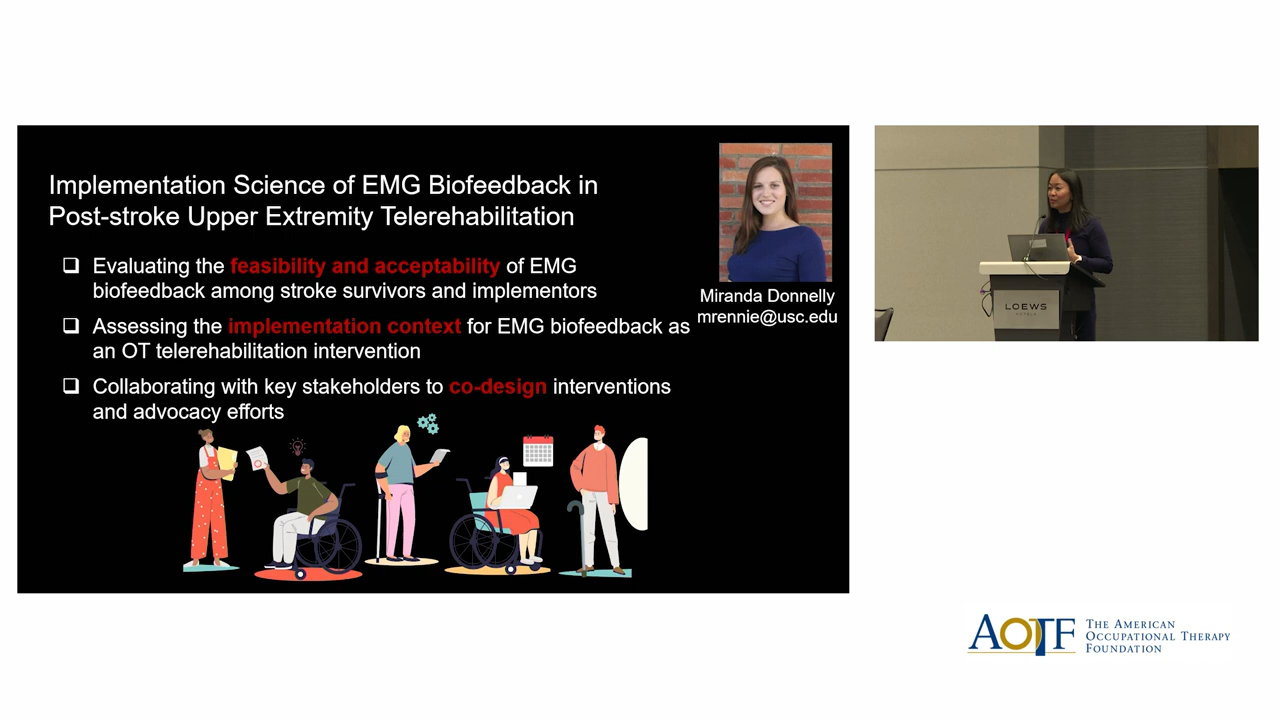 Implementation Science of EMG Biofeedback in
Post-stroke Upper Extremity Telerehabilitation
❑ Evaluating the feasibility and acceptability of EMG
biofeedback among stroke survivors and implementors
❑ Assessing the implementation context for EMG biofeedback as
an OT telerehabilitation intervention
❑ Collaborating with key stakeholders to co-design interventions
and advocacy efforts
Miranda Donnelly
mrennie@usc.edu
LOEWS
HOTELS
AOTF
THE AMERICAN
OCCUPATIONAL THERAPY
FOUNDATION